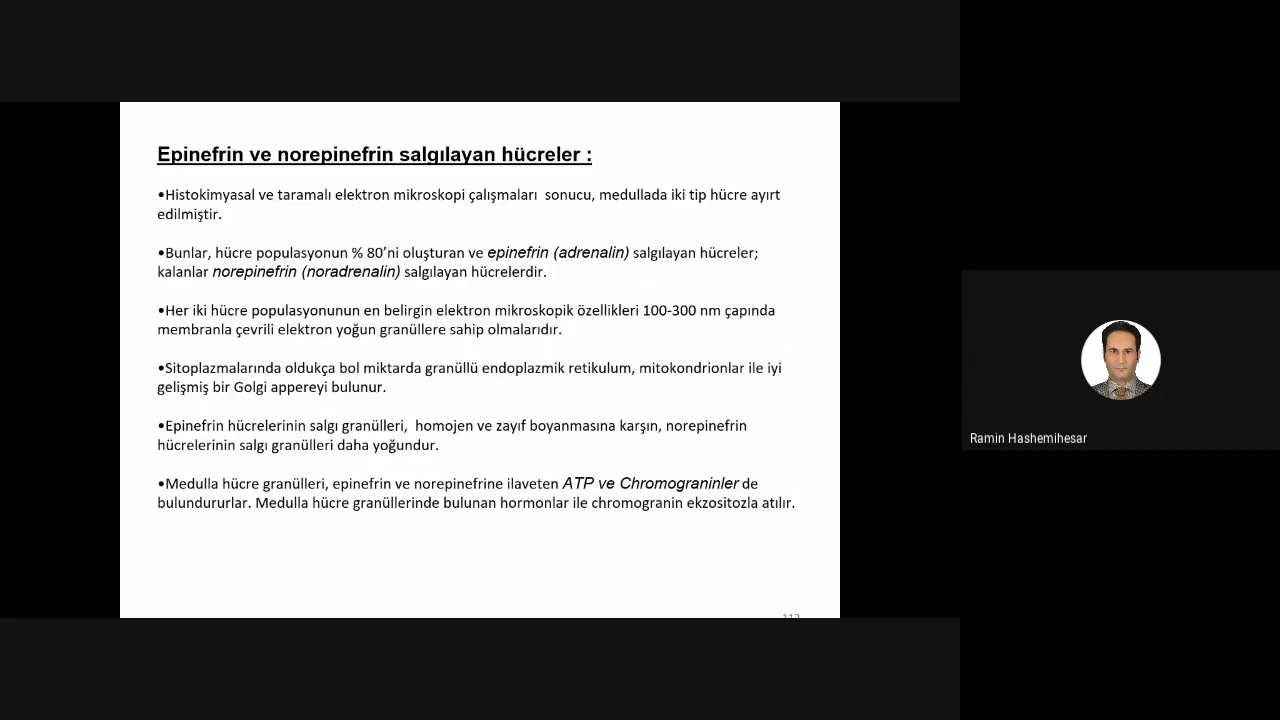 Epinefrin ve norepinefrin salgılayan hücreler :
•Histokimyasal ve taramalı elektron mikroskopi çalışmaları  sonucu, medullada iki tip hücre ayırt
edilmiştir.
•Bunlar, hücre populasyonun % 80’ni oluşturan ve epinefrin (adrenalin) salgılayan hücreler;
kalanlar norepinefrin (noradrenalin) salgılayan hücrelerdir.
•Her iki hücre populasyonunun en belirgin elektron mikroskopik özellikleri 100-300 nm çapında
membranla çevrili elektron yoğun granüllere sahip olmalarıdır.
•Sitoplazmalarında oldukça bol miktarda granüllü endoplazmik retikulum, mitokondrionlar ile iyi
gelişmiş bir Golgi appereyi bulunur.
•Epinefrin hücrelerinin salgı granülleri,  homojen ve zayıf boyanmasına karşın, norepinefrin
hücrelerinin salgı granülleri daha yoğundur.
•Medulla hücre granülleri, epinefrin ve norepinefrine ilaveten ATP ve Chromograninler de
bulundururlar. Medulla hücre granüllerinde bulunan hormonlar ile chromogranin ekzositozla atılır.
Ramin Hashemihesar